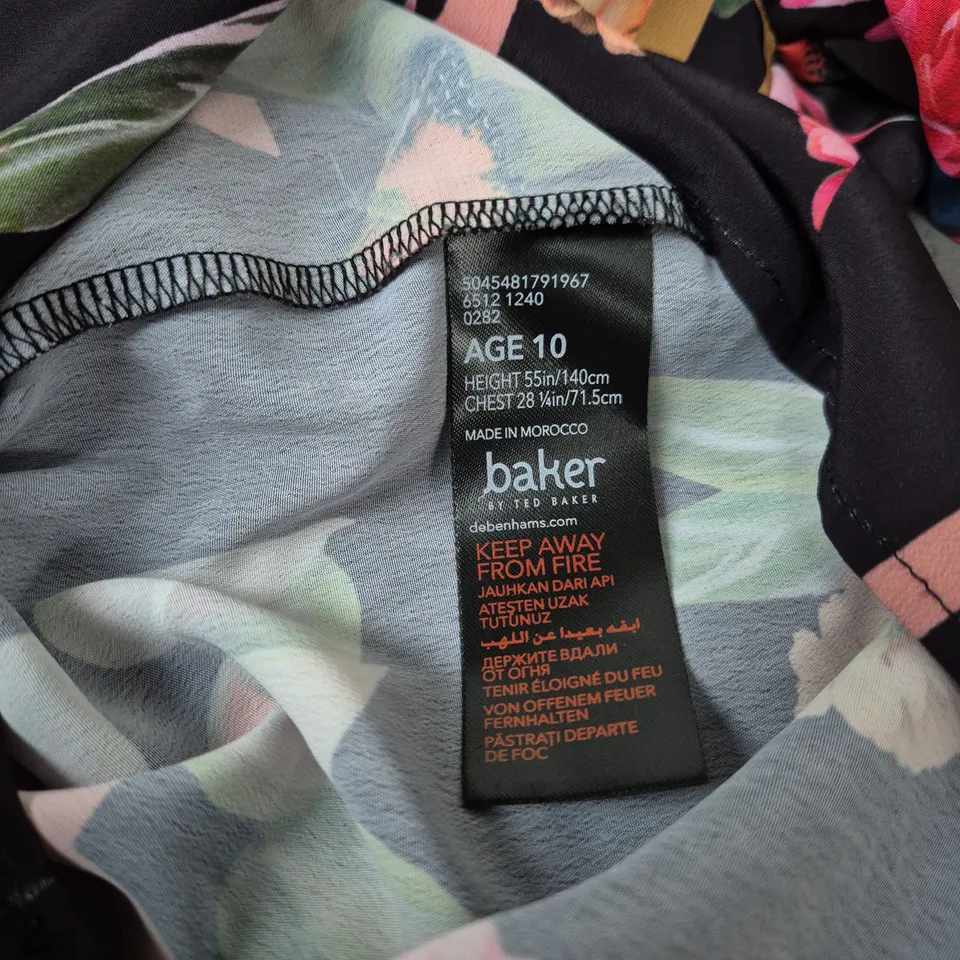 5045481791967
6512 1240
0282
AGE 10
HEIGHT 55in/140cm
CHEST 28 ¼in/71.5cm
MADE IN MOROCCO
baker
BY TED BAKER
debenhams.com
KEEP AWAY
FROM FIRE
JAUHKAN DARI API
ATEŞTEN UZAK
TUTUNUZ
ابقه بعيدا عن اللهب
ДЕРЖИТЕ ВДАЛИ
ОТ ОГНЯ
TENIR ÉLOIGNÉ DU FEU
VON OFFENEM FEUER
FERNHALTEN
PĂSTRAŢI DEPARTE
DE FOC